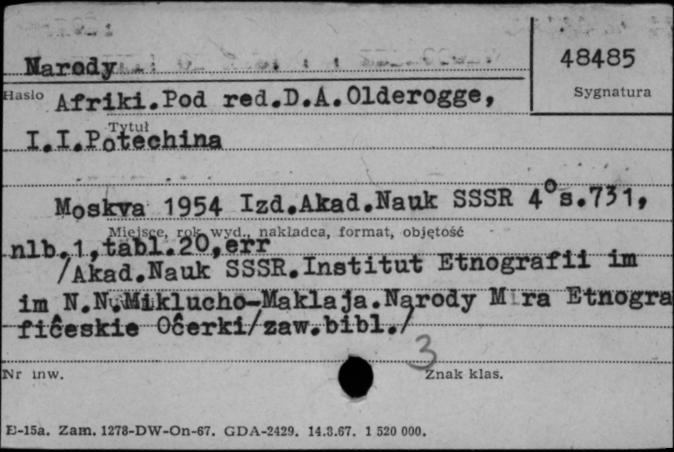 Narody
48485
Hasło
Sygnatura
Afriki.Pod red.D.A.Olderogge,
Tytuł
I.I.Potechina
Moskva 1954 Izd.Akad.Nauk SSSR 4°s.731,
Miejsce, rok wyd., nakładca, format, objętość
nlb.1,tabl.20,err
/Akad.Nauk SSSR.Institut Etnografii im
im N.N.Miklucho-Maklaja.Narody Mira Etnogra
fičeskie Očerki/zaw.bibl./
3
Nr inw.
Znak klas.
E-15a. Zam. 1278-DW-On-67. GDA-2429. 14.8.67. 1 520 000.